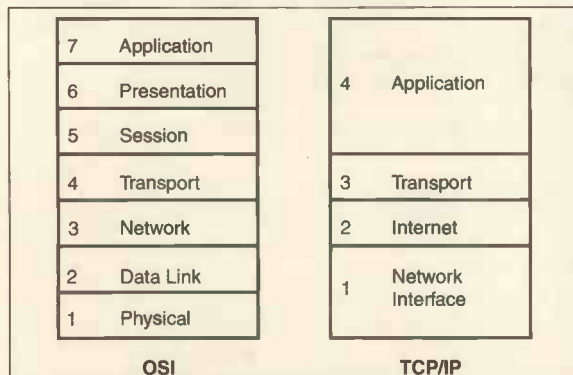 7 Application
6 Presentation
5 Session
4 Transport
3 Network
2 Data Link
1 Physical
OSI
4 Application
3 Transport
2 Internet
1 Network
Interface
TCP/IP